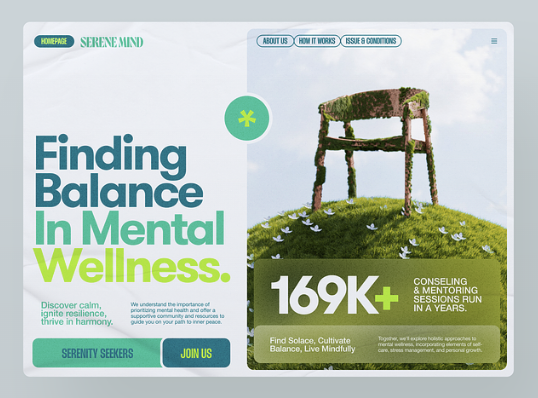 HOMEPAGE
SERENE MIND
ABOUT US
HOW IT WORKS
ISSUE & CONDITIONS
Finding
Balance
In Mental
Wellness.
Discover calm,
ignite resilience,
thrive in harmony.
We understand the importance of
prioritizing mental health and offer a
supportive community and resources to
guide you on your path to inner peace.
SERENITY SEEKERS
JOIN US
169K+
CONSELING
& MENTORING
SESSIONS RUN
IN A YEARS.
Find Solace, Cultivate
Balance, Live Mindfully
Together, we'll explore holistic approaches to
mental wellness, incorporating elements of self-
care, stress management, and personal growth.